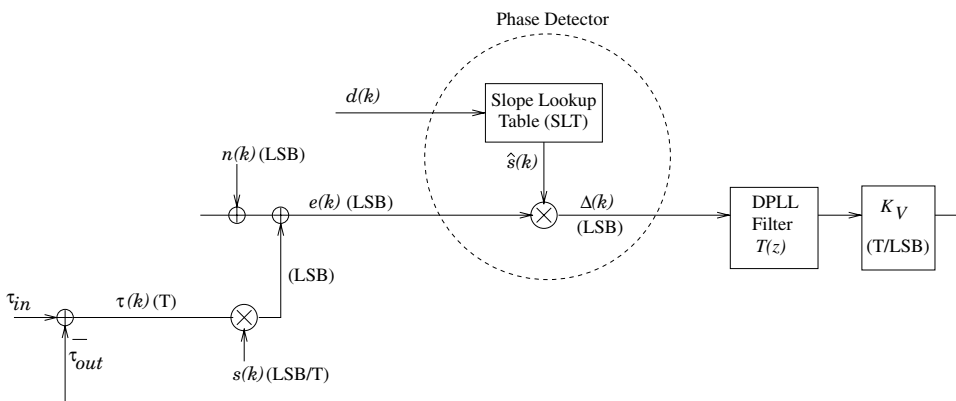 Phase Detector
d(k)
Slope Lookup
Table (SLT)
n(k) (LSB)
ŝ(k)
e(k) (LSB)
Δ(k)
(LSB)
DPLL
Filter
T(z)
K_V
(T/LSB)
(LSB)
τ_in
τ(k) (T)
−
τ_out
s(k) (LSB/T)